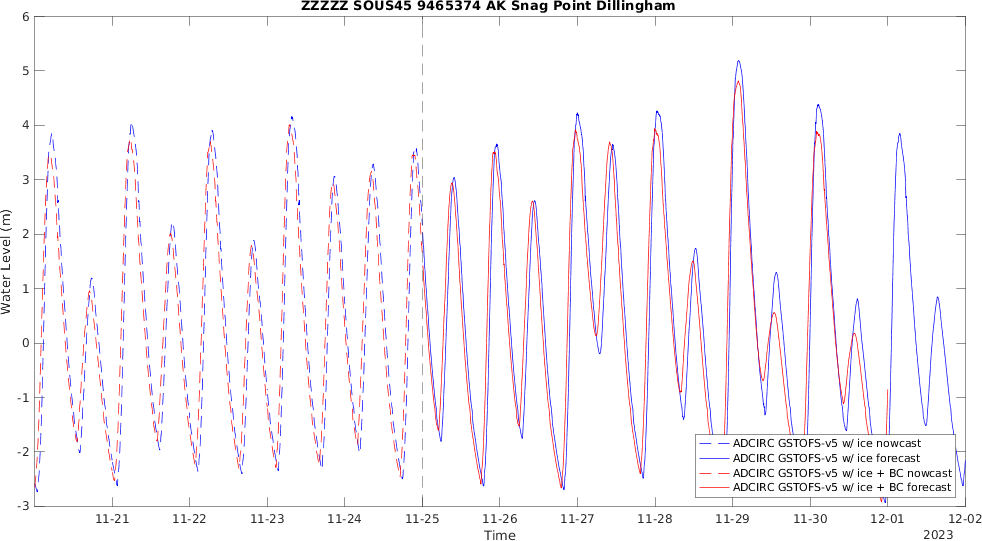 ZZZZZ SOUS45 9465374 AK Snag Point Dillingham
6
5
4
3
2
1
0
-1
-2
-3
Water Level (m)
ADCIRC GSTOFS-v5 w/ ice nowcast
ADCIRC GSTOFS-v5 w/ ice forecast
ADCIRC GSTOFS-v5 w/ ice + BC nowcast
ADCIRC GSTOFS-v5 w/ ice + BC forecast
11-21 11-22 11-23 11-24 11-25 11-26 11-27 11-28 11-29 11-30 12-01 12-02
Time
2023